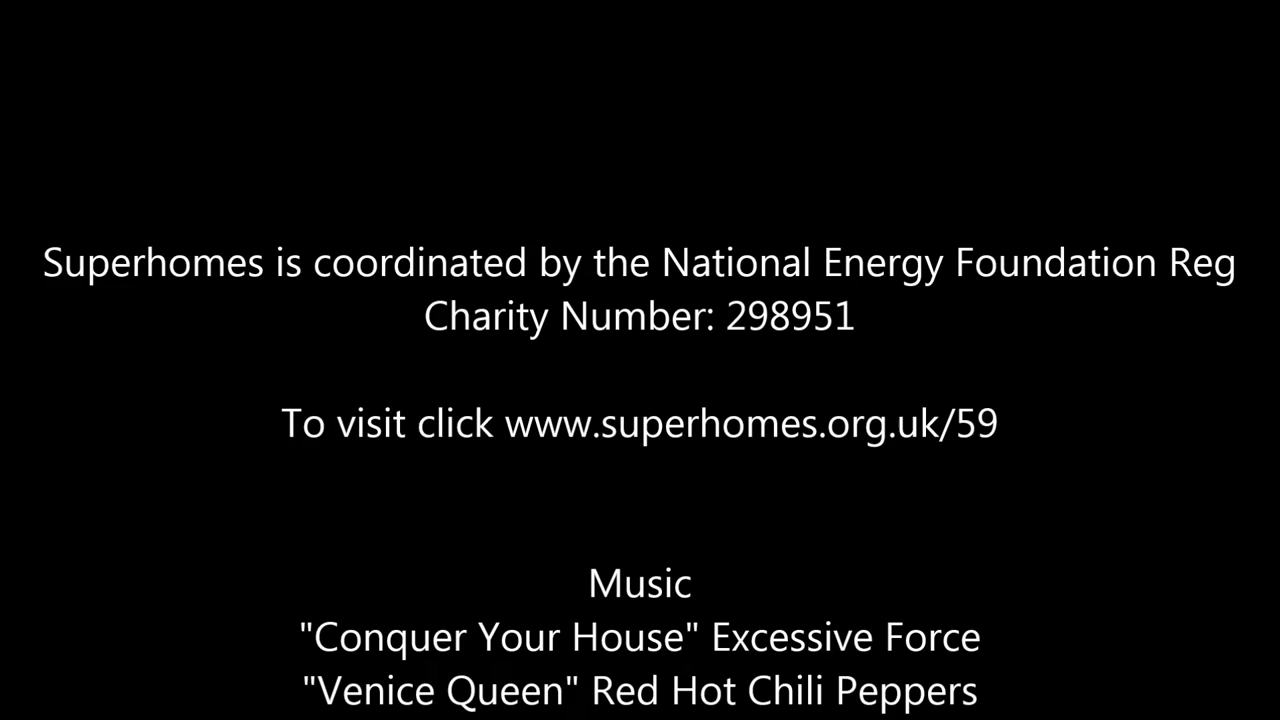 Superhomes is coordinated by the National Energy Foundation Reg
Charity Number: 298951
To visit click www.superhomes.org.uk/59
Music
"Conquer Your House" Excessive Force
"Venice Queen" Red Hot Chili Peppers